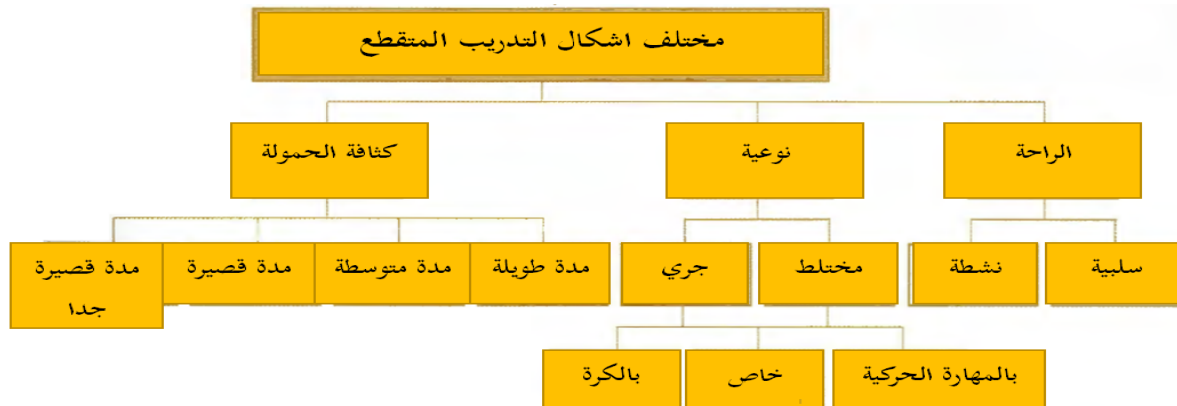 مختلف اشكال التدريب المتقطع
الراحة
نوعية
كثافة الحمولة
سلبية
نشطة
مختلط
جري
مدة طويلة
مدة متوسطة
مدة قصيرة
مدة قصيرة
جدا
بالمهارة الحركية
خاص
بالكرة